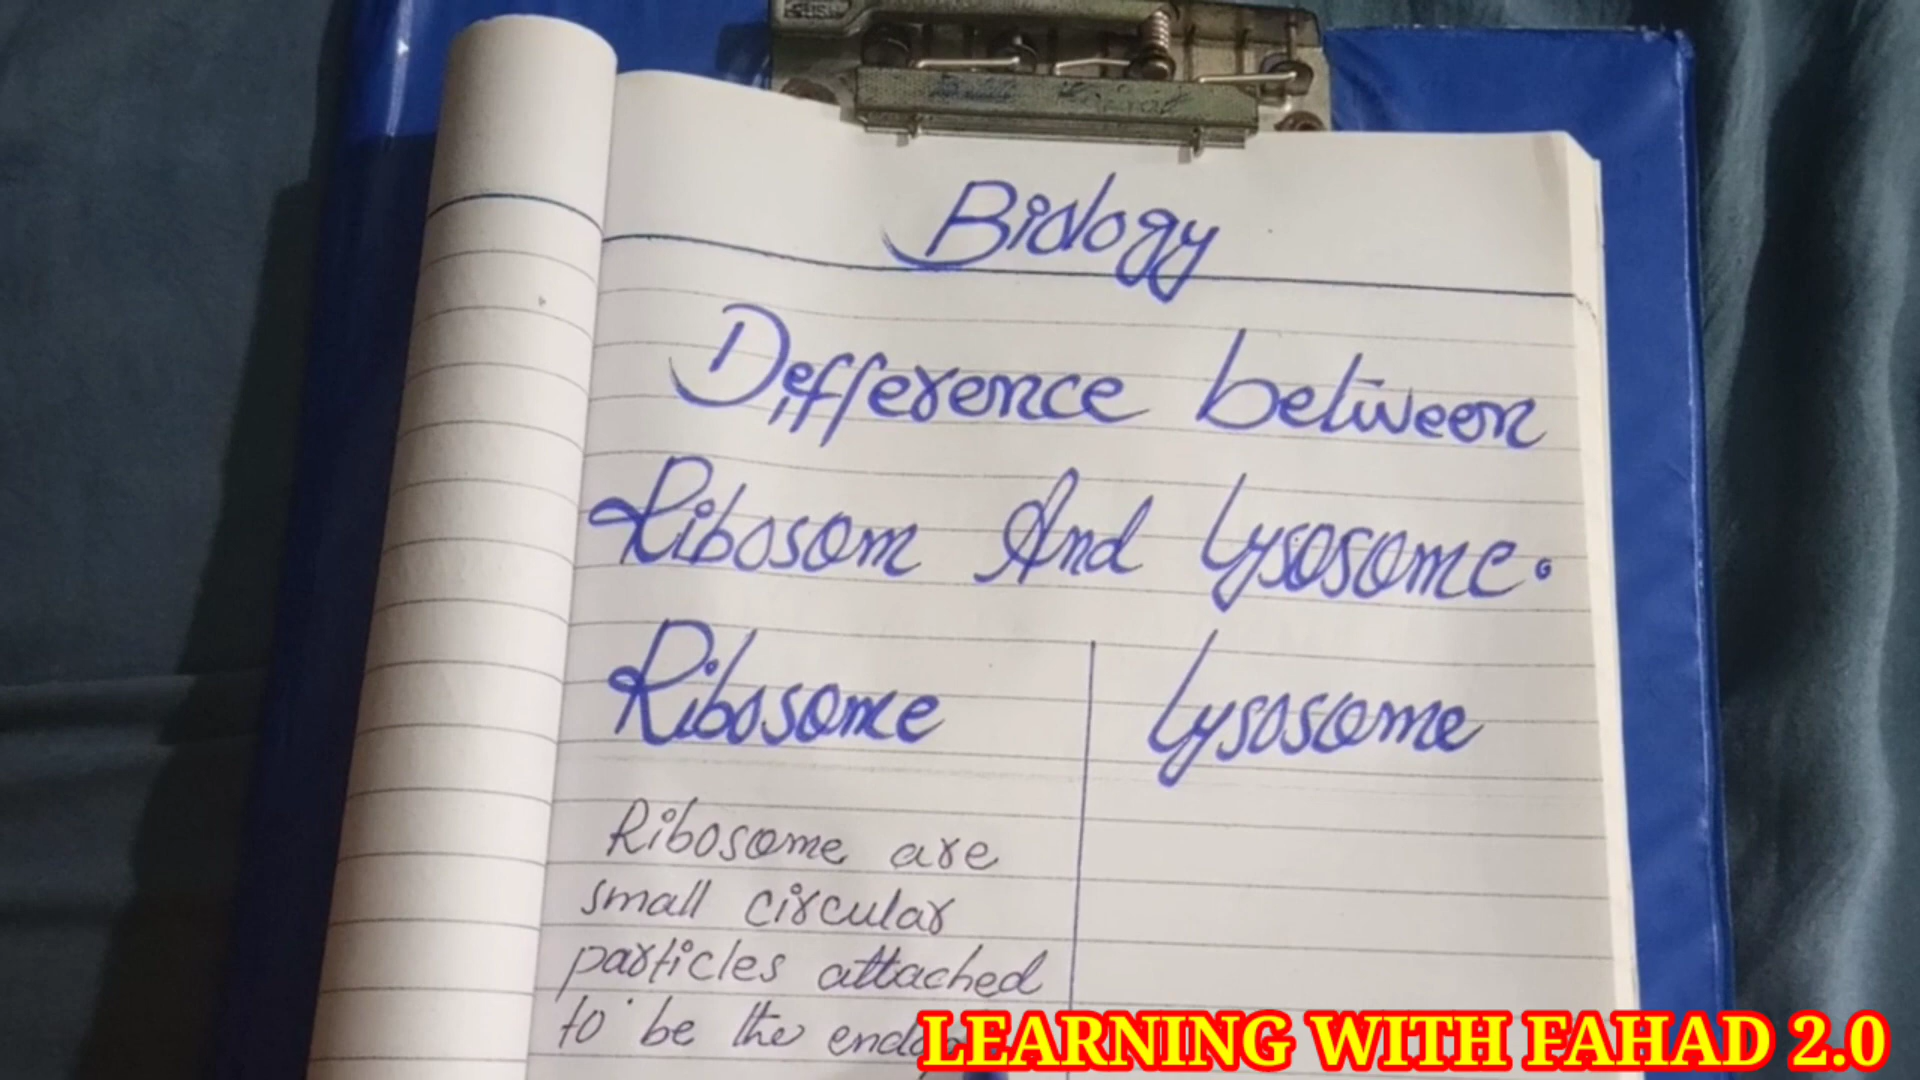 Biology
Defference between
Ribosom And Lysosome.
Ribosome
Lysosome
Ribosome are
small circular
particles attached
to be the
LEARNING WITH FAHAD 2.0